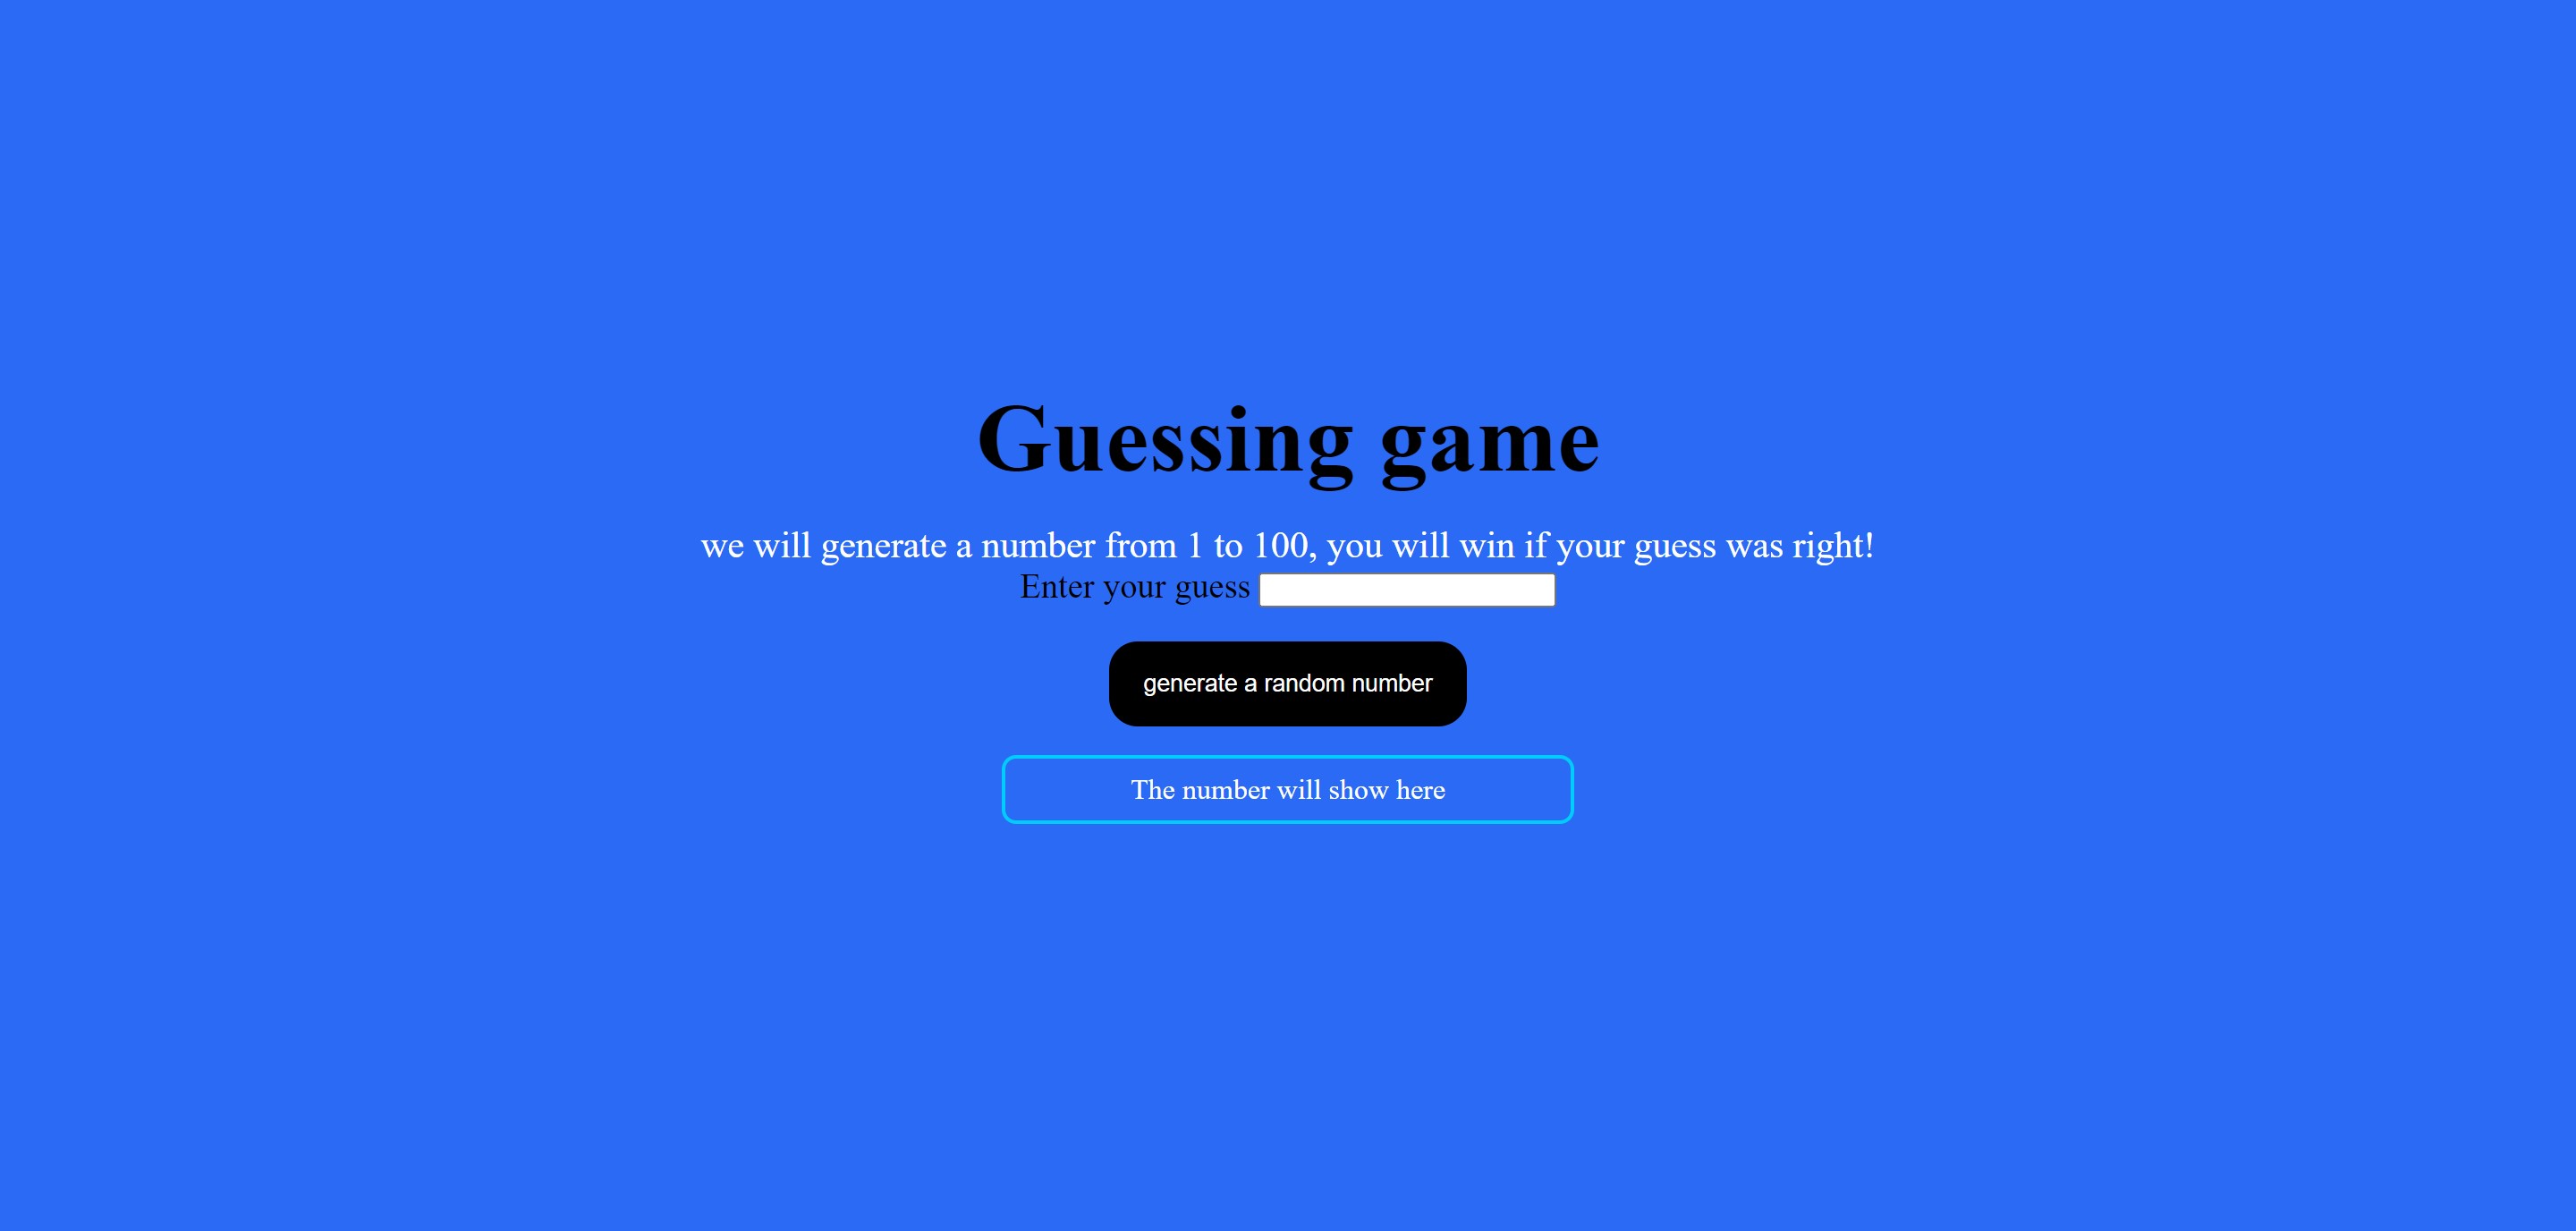 Guessing game
we will generate a number from 1 to 100, you will win if your guess was right!
Enter your guess
generate a random number
The number will show here